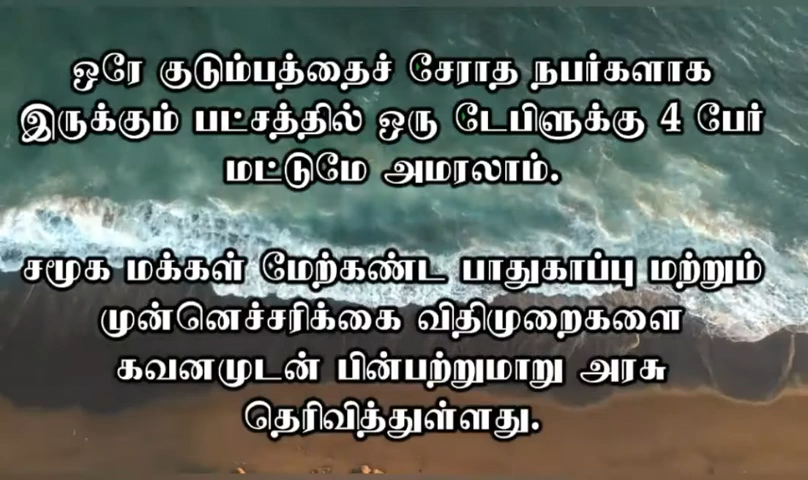 ஒரே குடும்பத்தைச் சேராத நபர்களாக
இருக்கும் பட்சத்தில் ஒரு டேபிளுக்கு 4 பேர்
மட்டுமே அமரலாம்.
சமூக மக்கள் மேற்கண்ட பாதுகாப்பு மற்றும்
முன்னெச்சரிக்கை விதிமுறைகளை
கவனமுடன் பின்பற்றுமாறு அரசு
தெரிவித்துள்ளது.